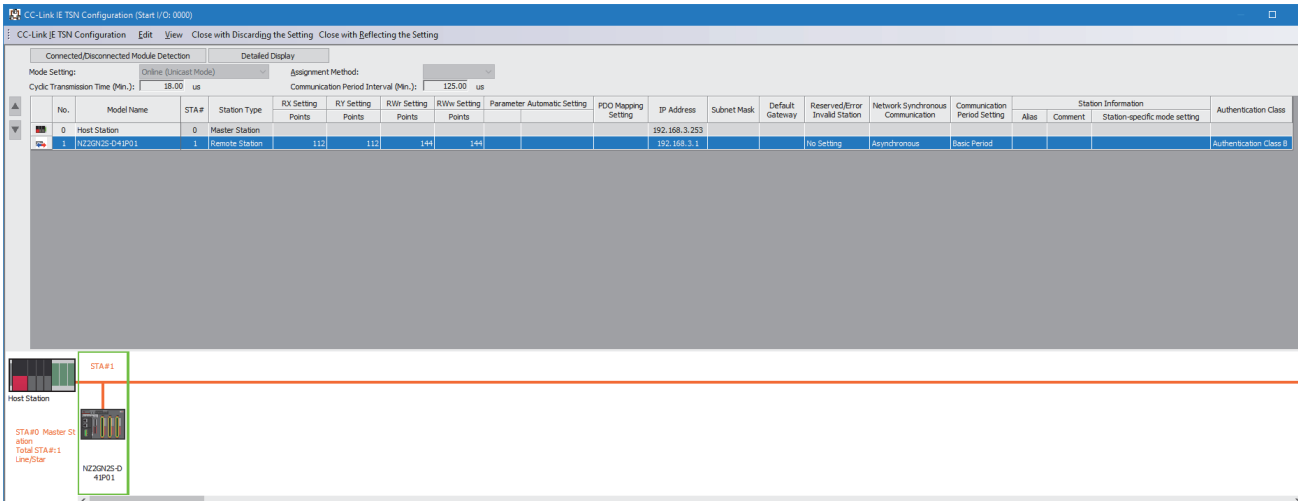 CC-Link IE TSN Configuration (Start I/O: 0000)
CC-Link IE TSN Configuration Edit View Close with Discarding the Setting Close with Reflecting the Setting
Connected/Disconnected Module Detection Detailed Display
Mode Setting: Online (Unicast Mode) Assignment Method:
Cyclic Transmission Time (Min.): 18.00 us Communication Period Interval (Min.): 125.00 us
No. Model Name STA# Station Type RX Setting RY Setting RWr Setting RWw Setting Parameter Automatic Setting PDO Mapping Setting IP Address Subnet Mask Default Gateway Reserved/Error Invalid Station Network Synchronous Communication Communication Period Setting Station Information Authentication Class
Points Points Points Points Alias Comment Station-specific mode setting
0 Host Station 0 Master Station 192.168.3.253
1 NZ2GN2S-D41P01 1 Remote Station 112 112 144 144 192.168.3.1 No Setting Asynchronous Basic Period Authentication Class B
STA#1
Host Station
STA#0 Master St
ation
Total STA#:1
Line/Star
NZ2GN2S-D
41P01